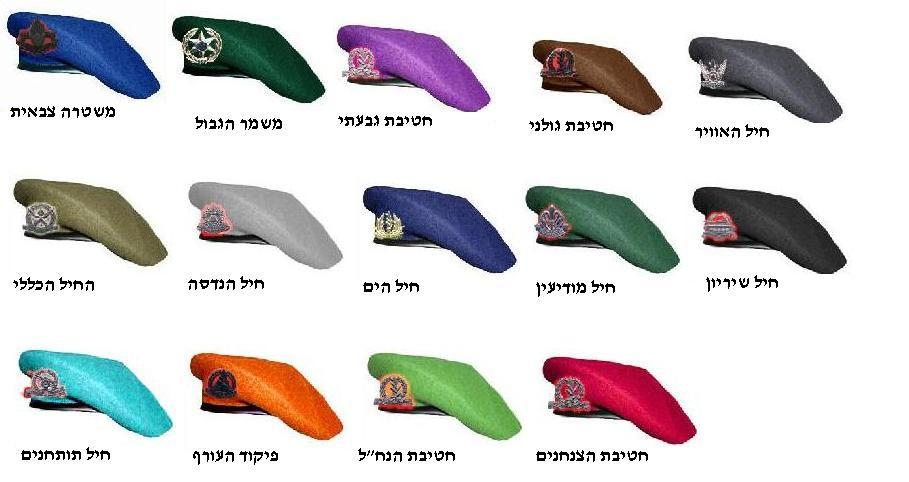 חיל האוויר
חטיבת גולני
חטיבת גבעתי
משמר הגבול
משטרה צבאית
חיל שיריון
חיל מודיעין
חיל הים
חיל הנדסה
החיל הכללי
חטיבת הצנחנים
חטיבת הנח״ל
פיקוד העורף
חיל תותחנים